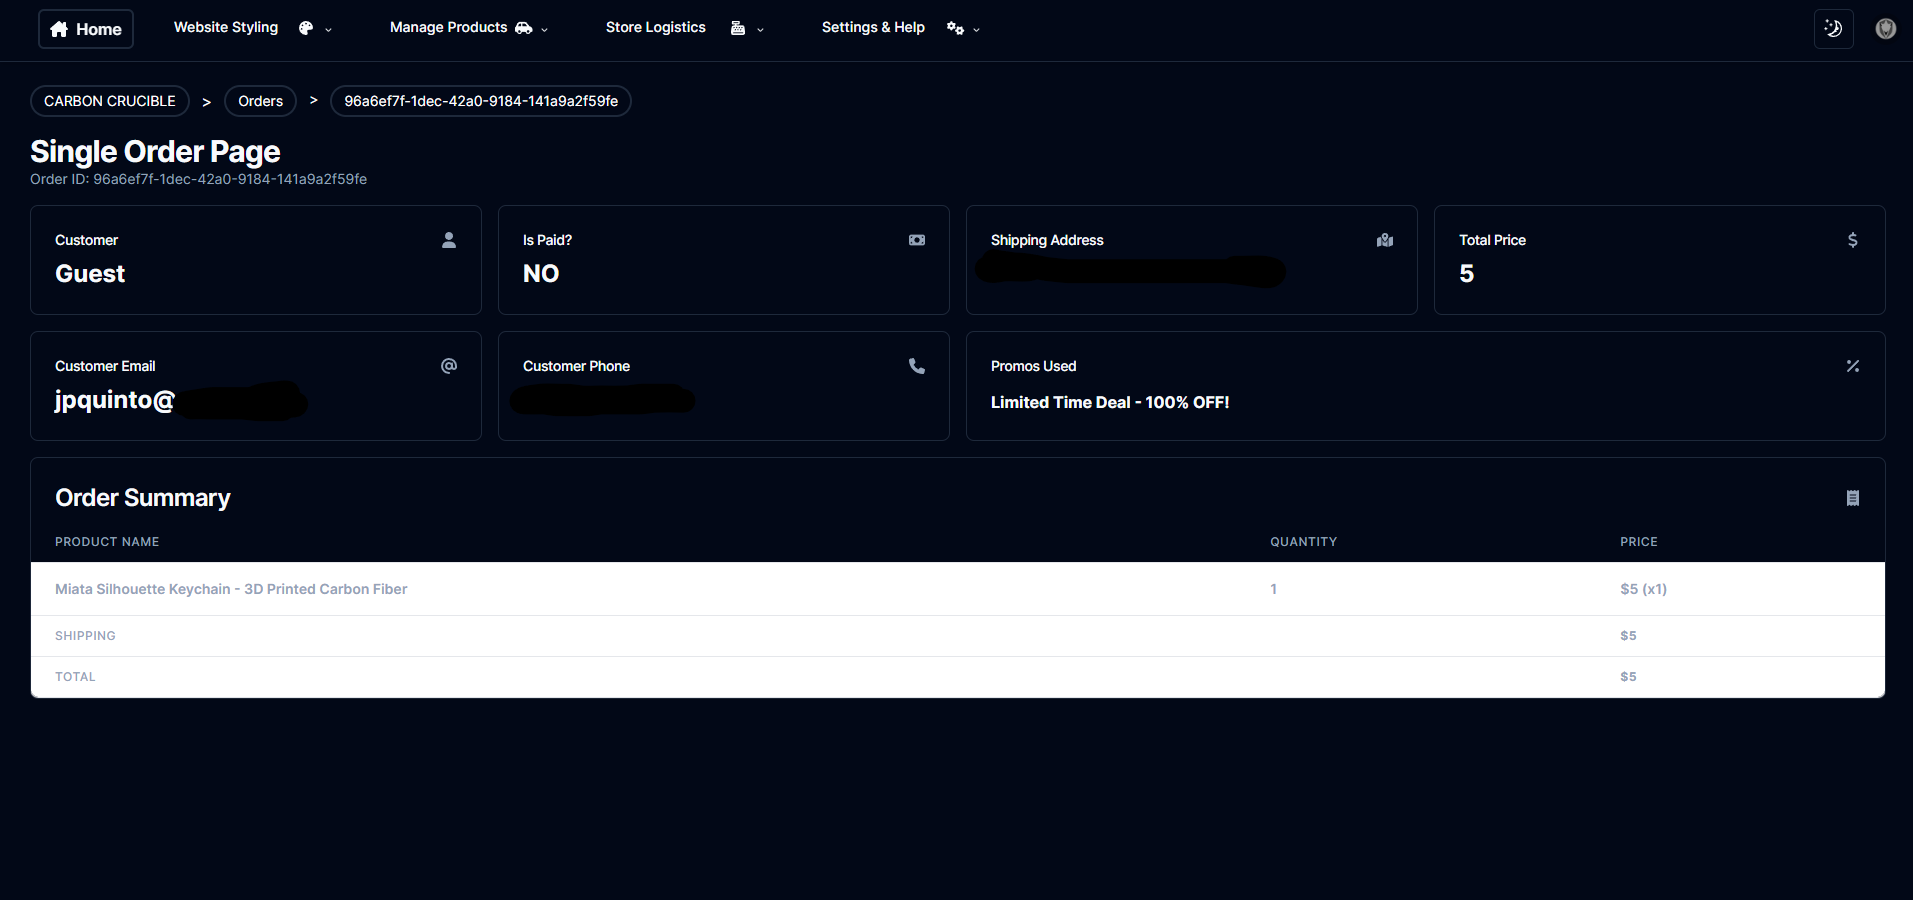 Home Website Styling Manage Products Store Logistics Settings & Help
CARBON CRUCIBLE > Orders > 96a6ef7f-1dec-42a0-9184-141a9a2f59fe
Single Order Page
Order ID: 96a6ef7f-1dec-42a0-9184-141a9a2f59fe
Customer
Guest
Is Paid?
NO
Shipping Address
Total Price
5
Customer Email
jpquinto@
Customer Phone
Promos Used
Limited Time Deal - 100% OFF!
Order Summary
PRODUCT NAME QUANTITY PRICE
Miata Silhouette Keychain - 3D Printed Carbon Fiber 1 $5 (x1)
SHIPPING $5
TOTAL $5